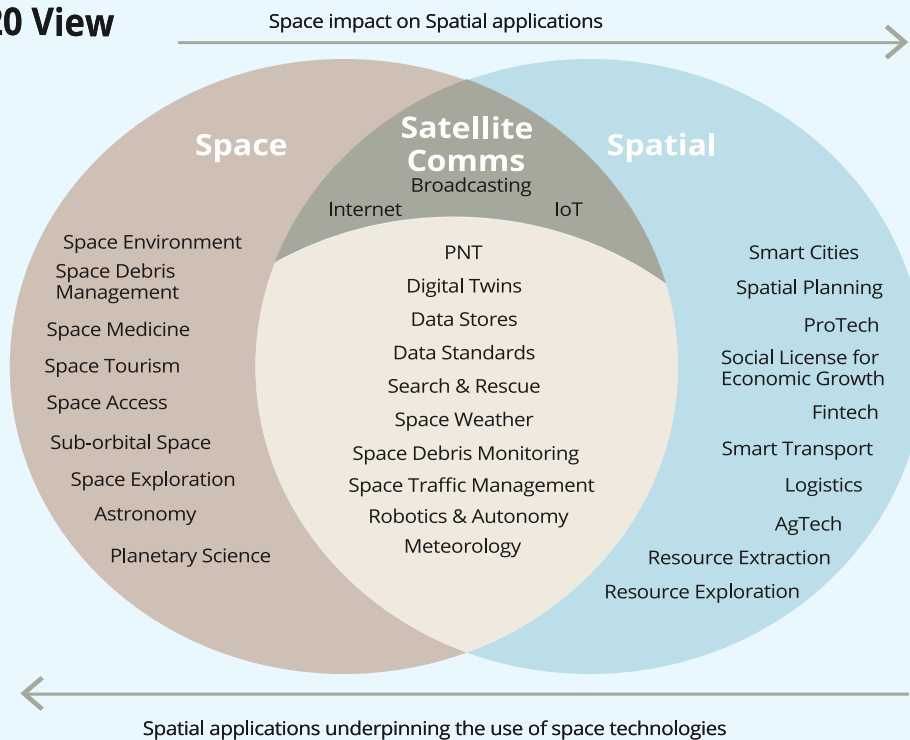 20 View
Space impact on Spatial applications
Space
Satellite
Comms
Spatial
Broadcasting
Internet
IoT
Space Environment
Space Debris
Management
Space Medicine
Space Tourism
Space Access
Sub-orbital Space
Space Exploration
Astronomy
Planetary Science
PNT
Digital Twins
Data Stores
Data Standards
Search & Rescue
Space Weather
Space Debris Monitoring
Space Traffic Management
Robotics & Autonomy
Meteorology
Smart Cities
Spatial Planning
ProTech
Social License for
Economic Growth
Fintech
Smart Transport
Logistics
AgTech
Resource Extraction
Resource Exploration
Spatial applications underpinning the use of space technologies